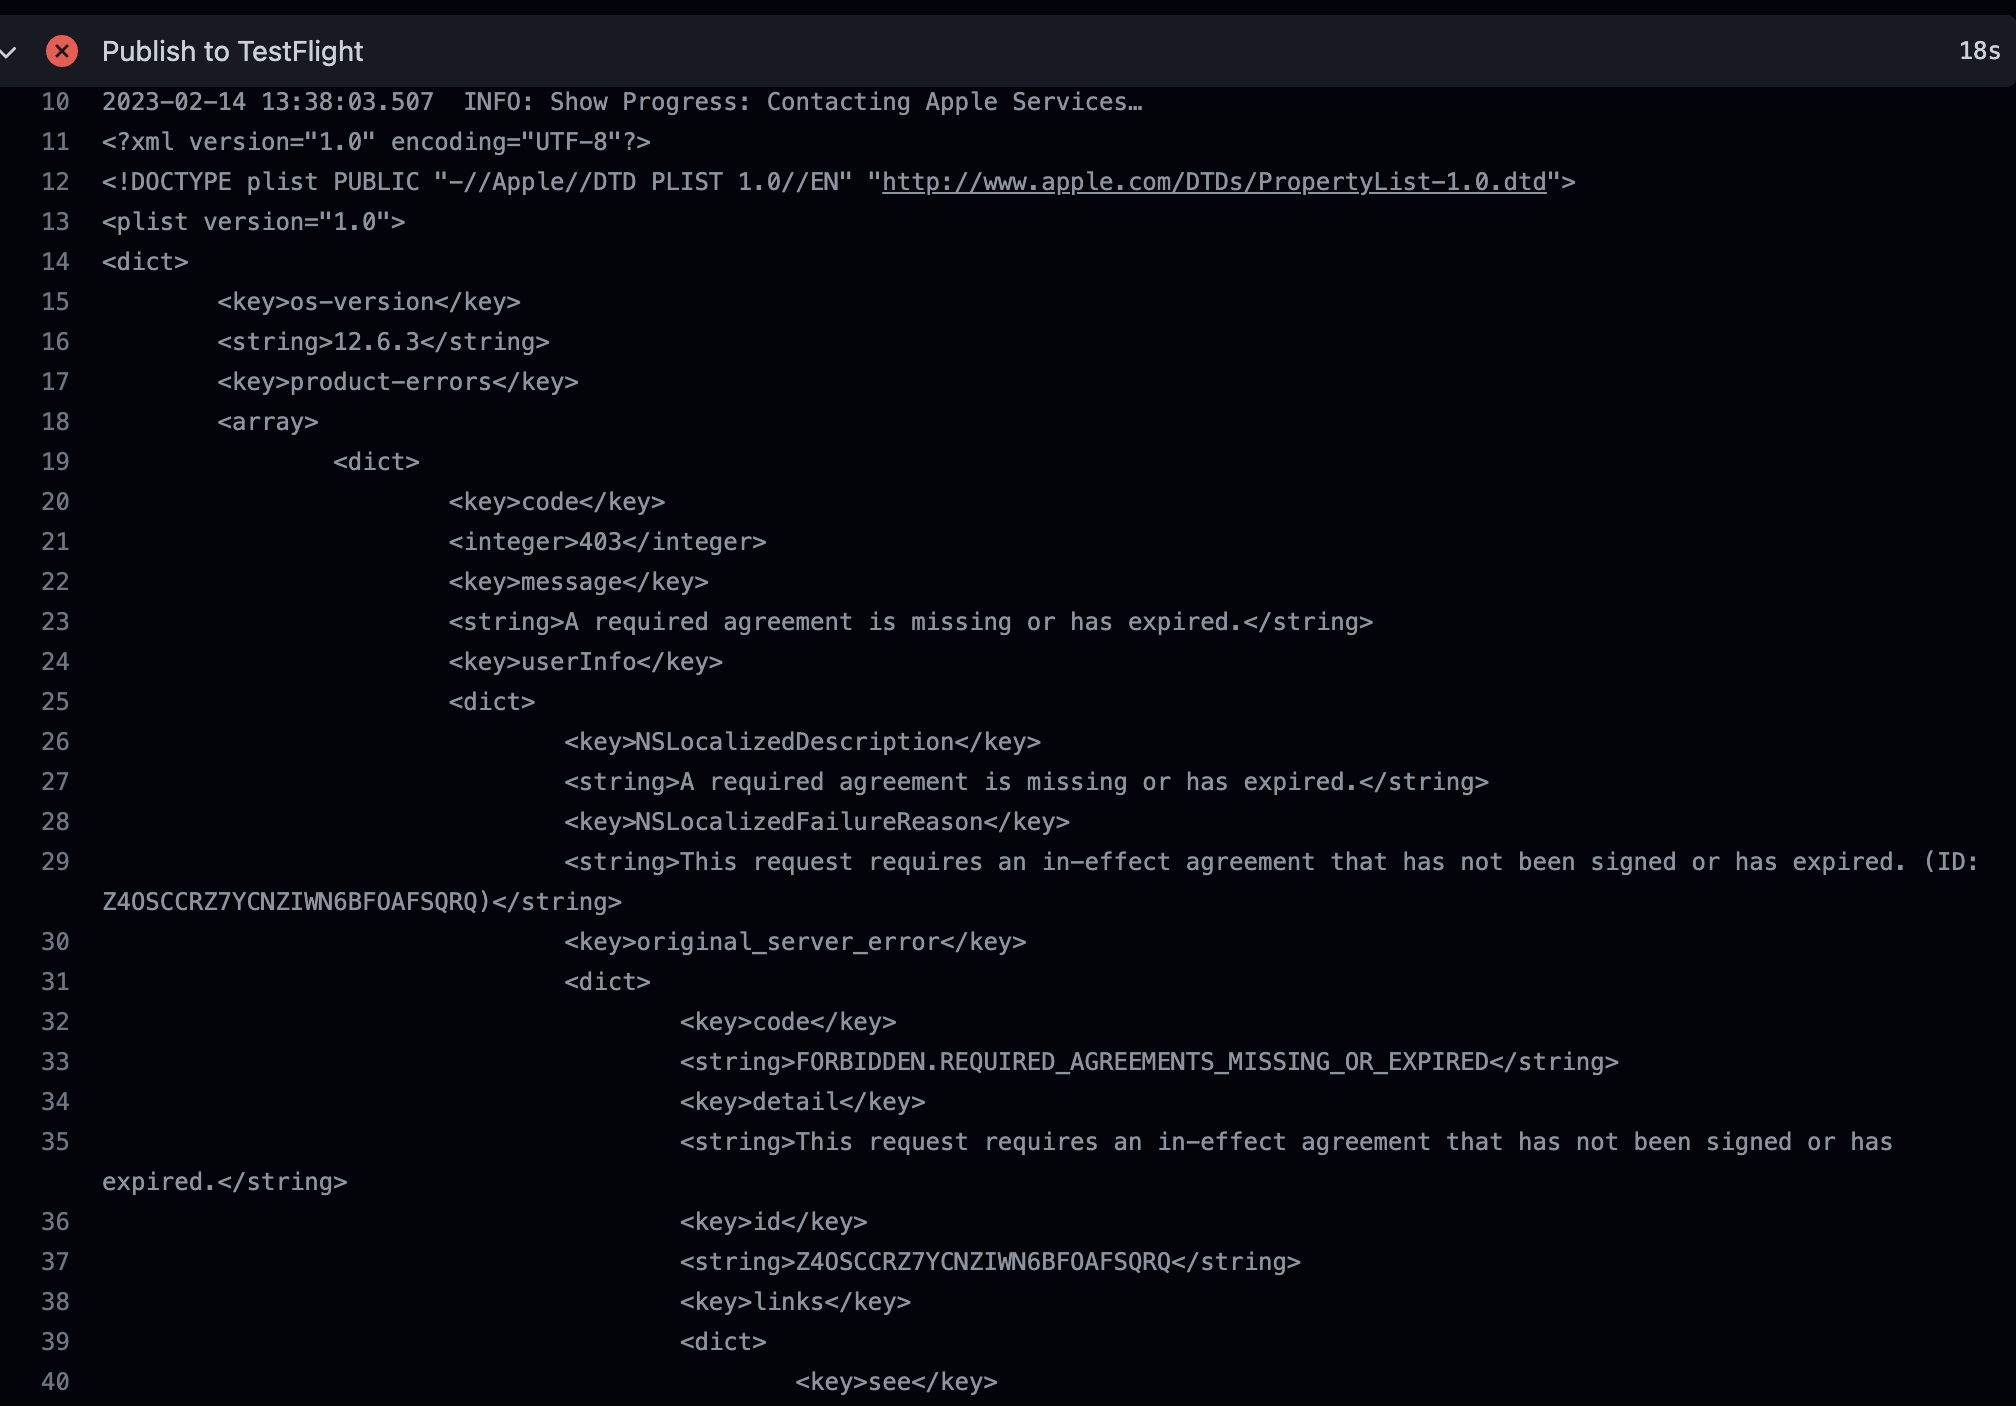 Publish to TestFlight
18s
10 2023-02-14 13:38:03.507  INFO: Show Progress: Contacting Apple Services…
11 <?xml version="1.0" encoding="UTF-8"?>
12 <!DOCTYPE plist PUBLIC "-//Apple//DTD PLIST 1.0//EN" "http://www.apple.com/DTDs/PropertyList-1.0.dtd">
13 <plist version="1.0">
14 <dict>
15 <key>os-version</key>
16 <string>12.6.3</string>
17 <key>product-errors</key>
18 <array>
19 <dict>
20 <key>code</key>
21 <integer>403</integer>
22 <key>message</key>
23 <string>A required agreement is missing or has expired.</string>
24 <key>userInfo</key>
25 <dict>
26 <key>NSLocalizedDescription</key>
27 <string>A required agreement is missing or has expired.</string>
28 <key>NSLocalizedFailureReason</key>
29 <string>This request requires an in-effect agreement that has not been signed or has expired. (ID:
Z4OSCCRZ7YCNZIWN6BFOAFSQRQ)</string>
30 <key>original_server_error</key>
31 <dict>
32 <key>code</key>
33 <string>FORBIDDEN.REQUIRED_AGREEMENTS_MISSING_OR_EXPIRED</string>
34 <key>detail</key>
35 <string>This request requires an in-effect agreement that has not been signed or has
expired.</string>
36 <key>id</key>
37 <string>Z4OSCCRZ7YCNZIWN6BFOAFSQRQ</string>
38 <key>links</key>
39 <dict>
40 <key>see</key>